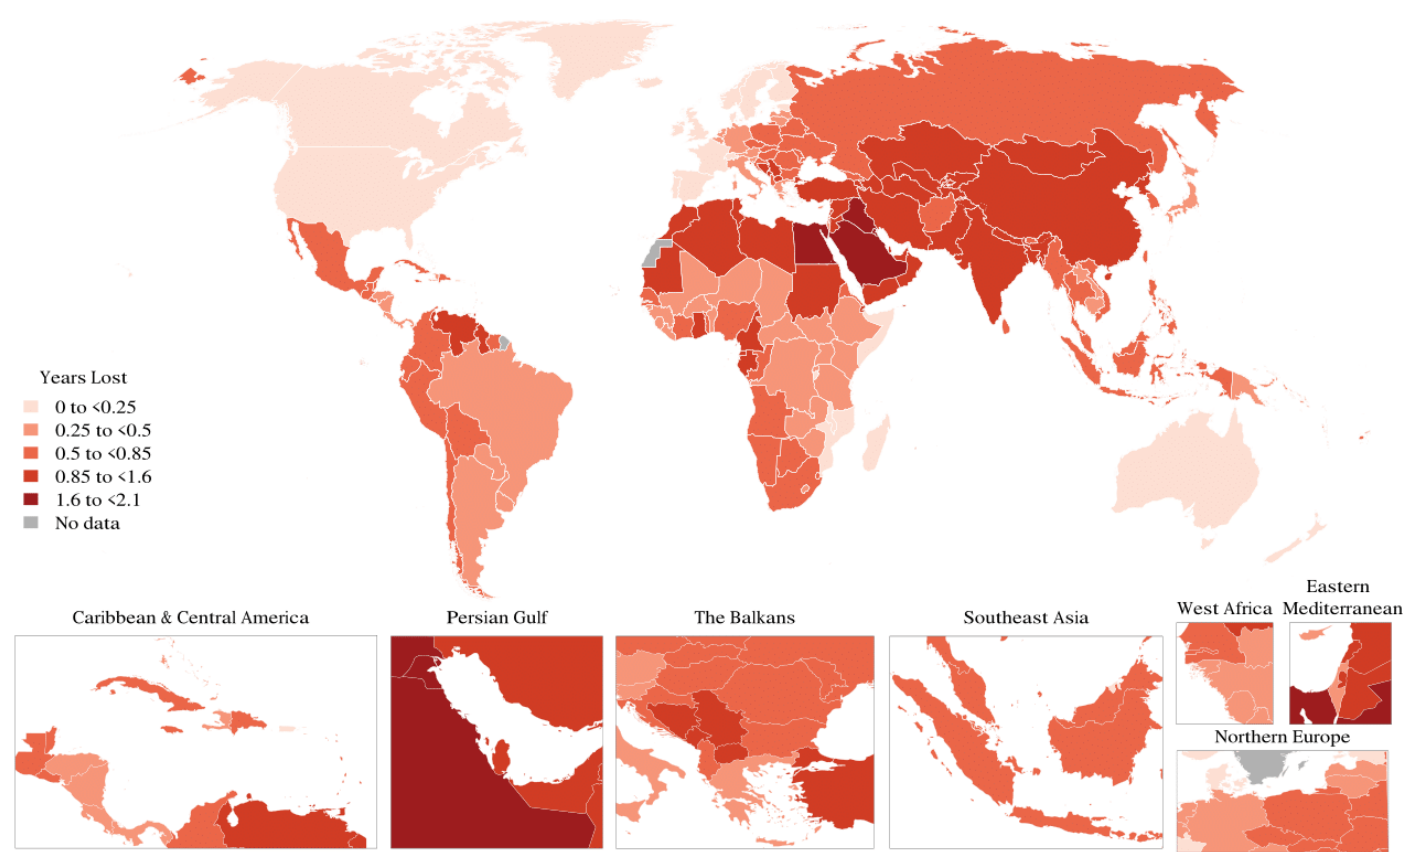 Years Lost
0 to <0.25
0.25 to <0.5
0.5 to <0.85
0.85 to <1.6
1.6 to <2.1
No data
Caribbean & Central America
Persian Gulf
The Balkans
Southeast Asia
West Africa
Eastern
Mediterranean
Northern Europe